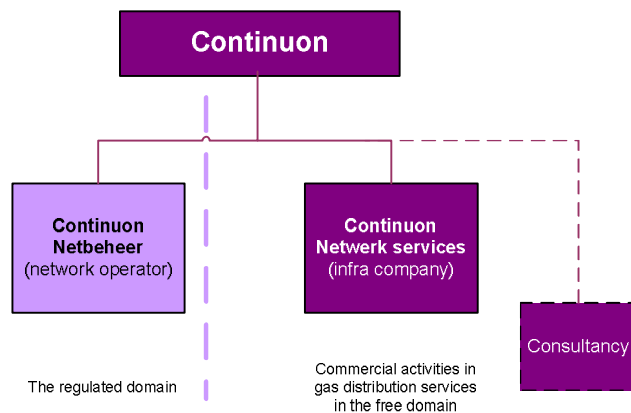 Continuon
Continuon
Netbeheer
(network operator)
Continuon
Netwerk services
(infra company)
Consultancy
The regulated domain
Commercial activities in
gas distribution services
in the free domain